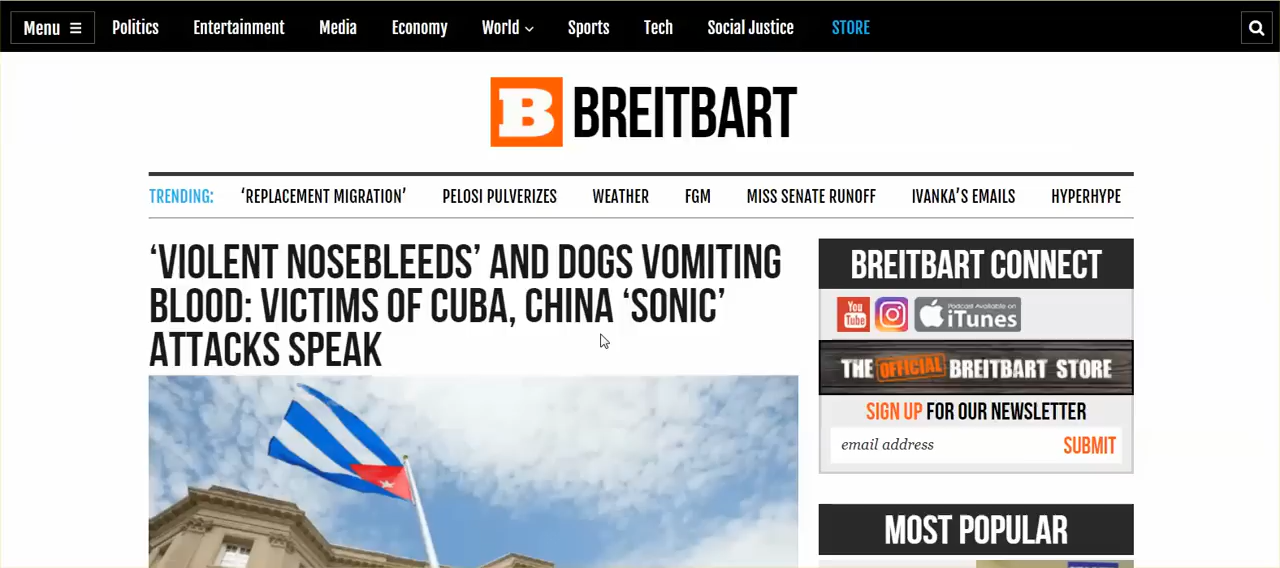 Menu ☰ Politics Entertainment Media Economy World Sports Tech Social Justice STORE
B BREITBART
TRENDING: ‘REPLACEMENT MIGRATION’ PELOSI PULVERIZES WEATHER FGM MISS SENATE RUNOFF IVANKA’S EMAILS HYPERHYPE
‘VIOLENT NOSEBLEEDS’ AND DOGS VOMITING
BLOOD: VICTIMS OF CUBA, CHINA ‘SONIC’
ATTACKS SPEAK
BREITBART CONNECT
You
Tube
Podcast Available on
iTunes
THE OFFICIAL BREITBART STORE
SIGN UP FOR OUR NEWSLETTER
email address SUBMIT
MOST POPULAR